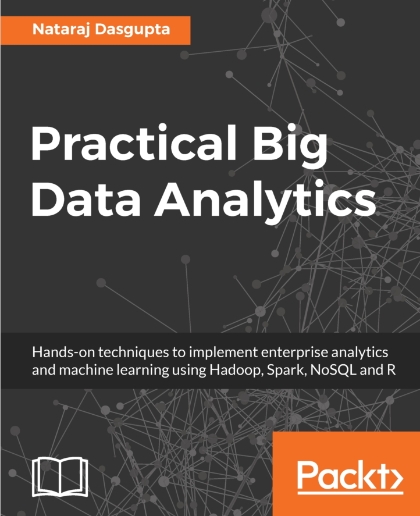 Nataraj Dasgupta
Practical Big
Data Analytics
Hands-on techniques to implement enterprise analytics
and machine learning using Hadoop, Spark, NoSQL and R
Packt>